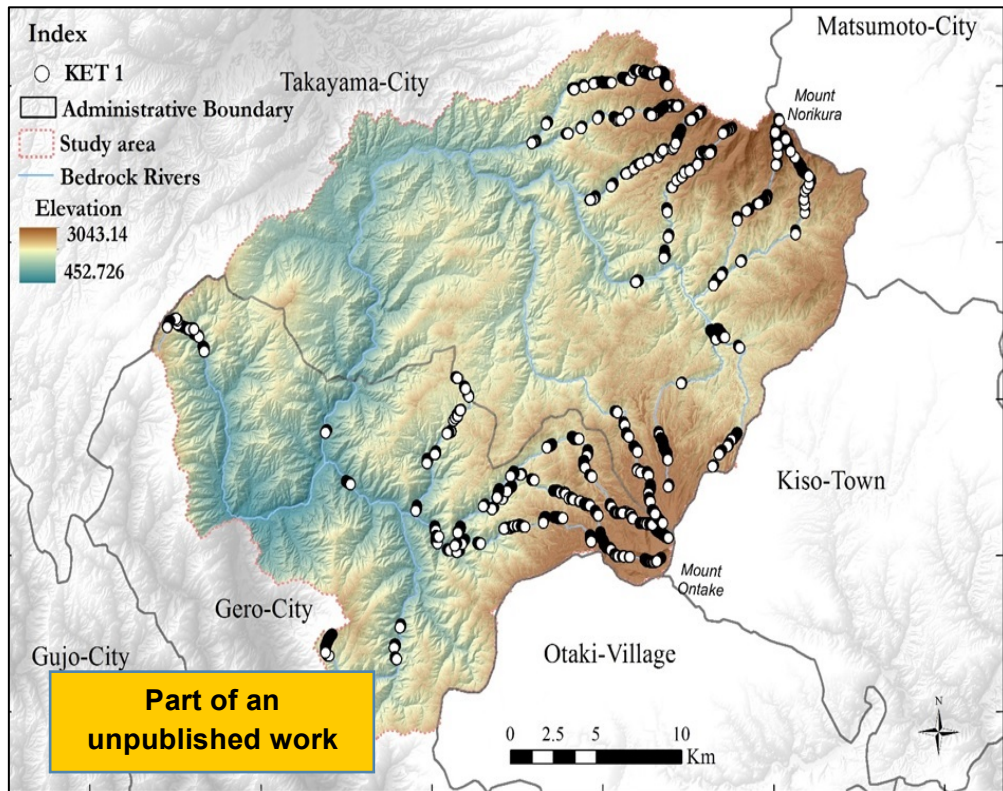 Index
KET 1
Administrative Boundary
Study area
Bedrock Rivers
Elevation
3043.14
452.726
Takayama-City
Matsumoto-City
Mount
Norikura
Kiso-Town
Mount
Ontake
Gero-City
Gujo-City
Otaki-Village
Part of an
unpublished work
0 2.5 5 10
Km
N